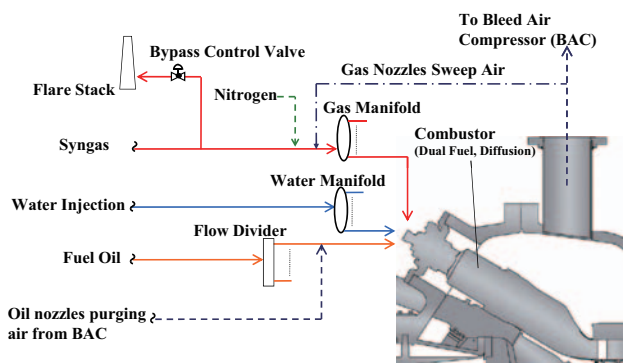 To Bleed Air
Compressor (BAC)
Bypass Control Valve
Gas Nozzles Sweep Air
Flare Stack
Nitrogen
Gas Manifold
Syngas
Combustor
(Dual Fuel, Diffusion)
Water Manifold
Water Injection
Flow Divider
Fuel Oil
Oil nozzles purging
air from BAC